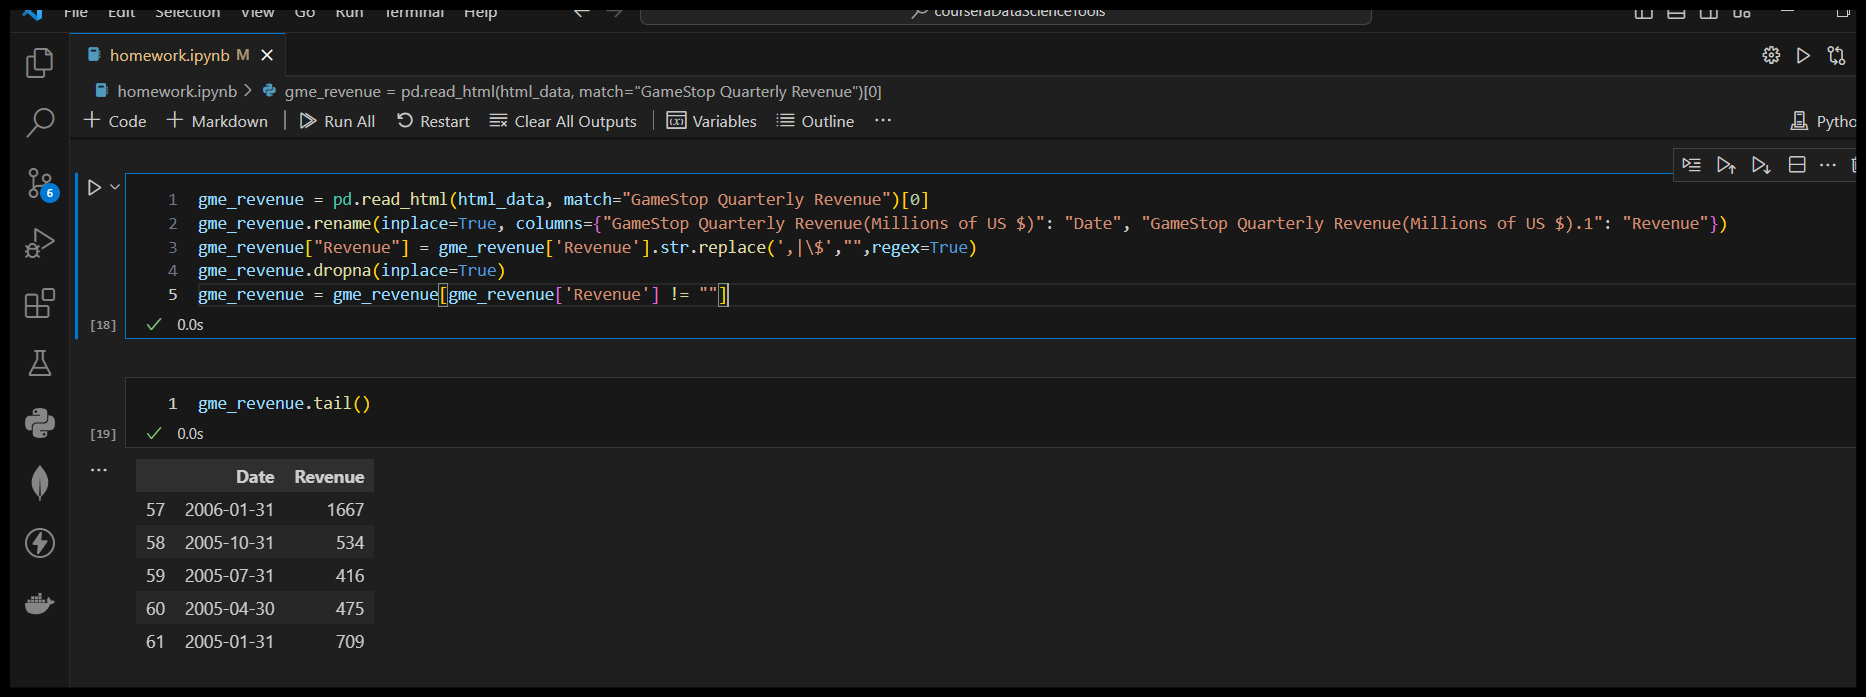 File Edit Selection View Go Run Terminal Help courseraDataScienceTools
homework.ipynb M
homework.ipynb > gme_revenue = pd.read_html(html_data, match="GameStop Quarterly Revenue")[0]
+ Code + Markdown | Run All Restart Clear All Outputs | Variables Outline ... Pytho
1 gme_revenue = pd.read_html(html_data, match="GameStop Quarterly Revenue")[0]
2 gme_revenue.rename(inplace=True, columns={"GameStop Quarterly Revenue(Millions of US $)": "Date", "GameStop Quarterly Revenue(Millions of US $).1": "Revenue"})
3 gme_revenue["Revenue"] = gme_revenue['Revenue'].str.replace(',|\$',"",regex=True)
4 gme_revenue.dropna(inplace=True)
5 gme_revenue = gme_revenue[gme_revenue['Revenue'] != ""]
[18] 0.0s
6
1 gme_revenue.tail()
[19] 0.0s
Date Revenue
57 2006-01-31 1667
58 2005-10-31 534
59 2005-07-31 416
60 2005-04-30 475
61 2005-01-31 709